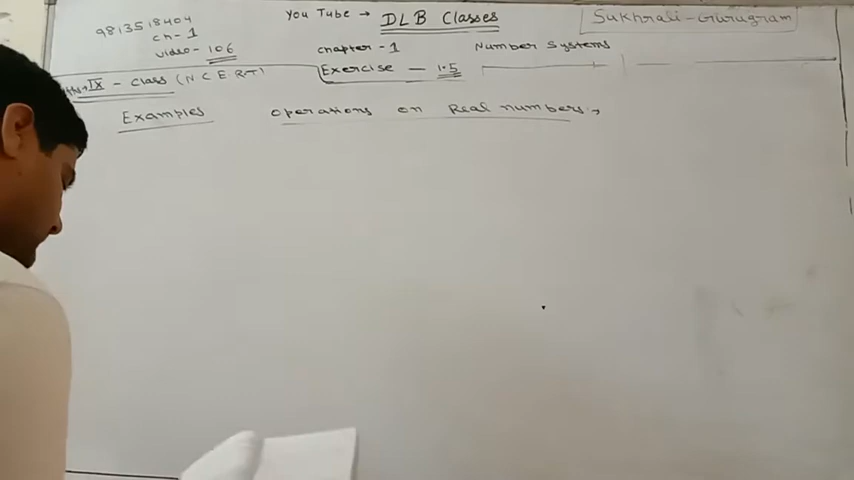 9813518404
ch-1
video- 106
You Tube → DLB Classes
Sukhrali-Gurugram
chapter -1
Number Systems
IX - class (NCERT)
Exercise - 1.5
Examples
operations on Real numbers →